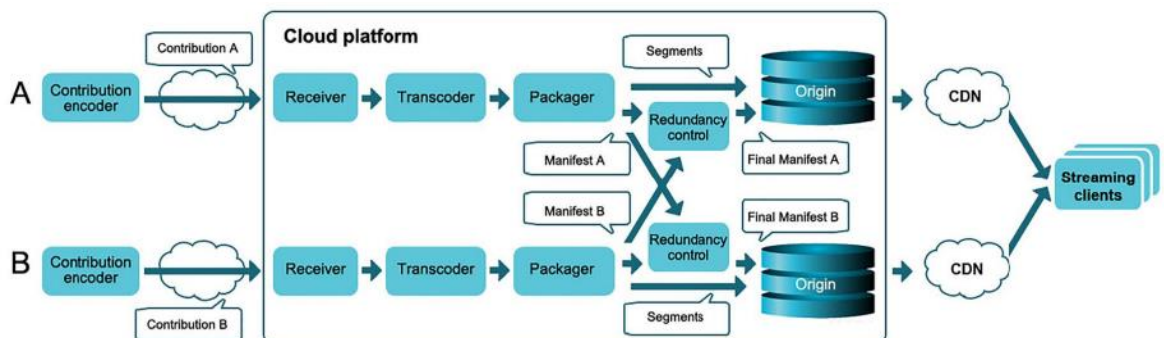 Cloud platform
Contribution A
Segments
A
Contribution
encoder
Receiver
Transcoder
Packager
Redundancy
control
Origin
CDN
Manifest A
Final Manifest A
Streaming
clients
Manifest B
Final Manifest B
B
Contribution
encoder
Receiver
Transcoder
Packager
Redundancy
control
Origin
CDN
Contribution B
Segments